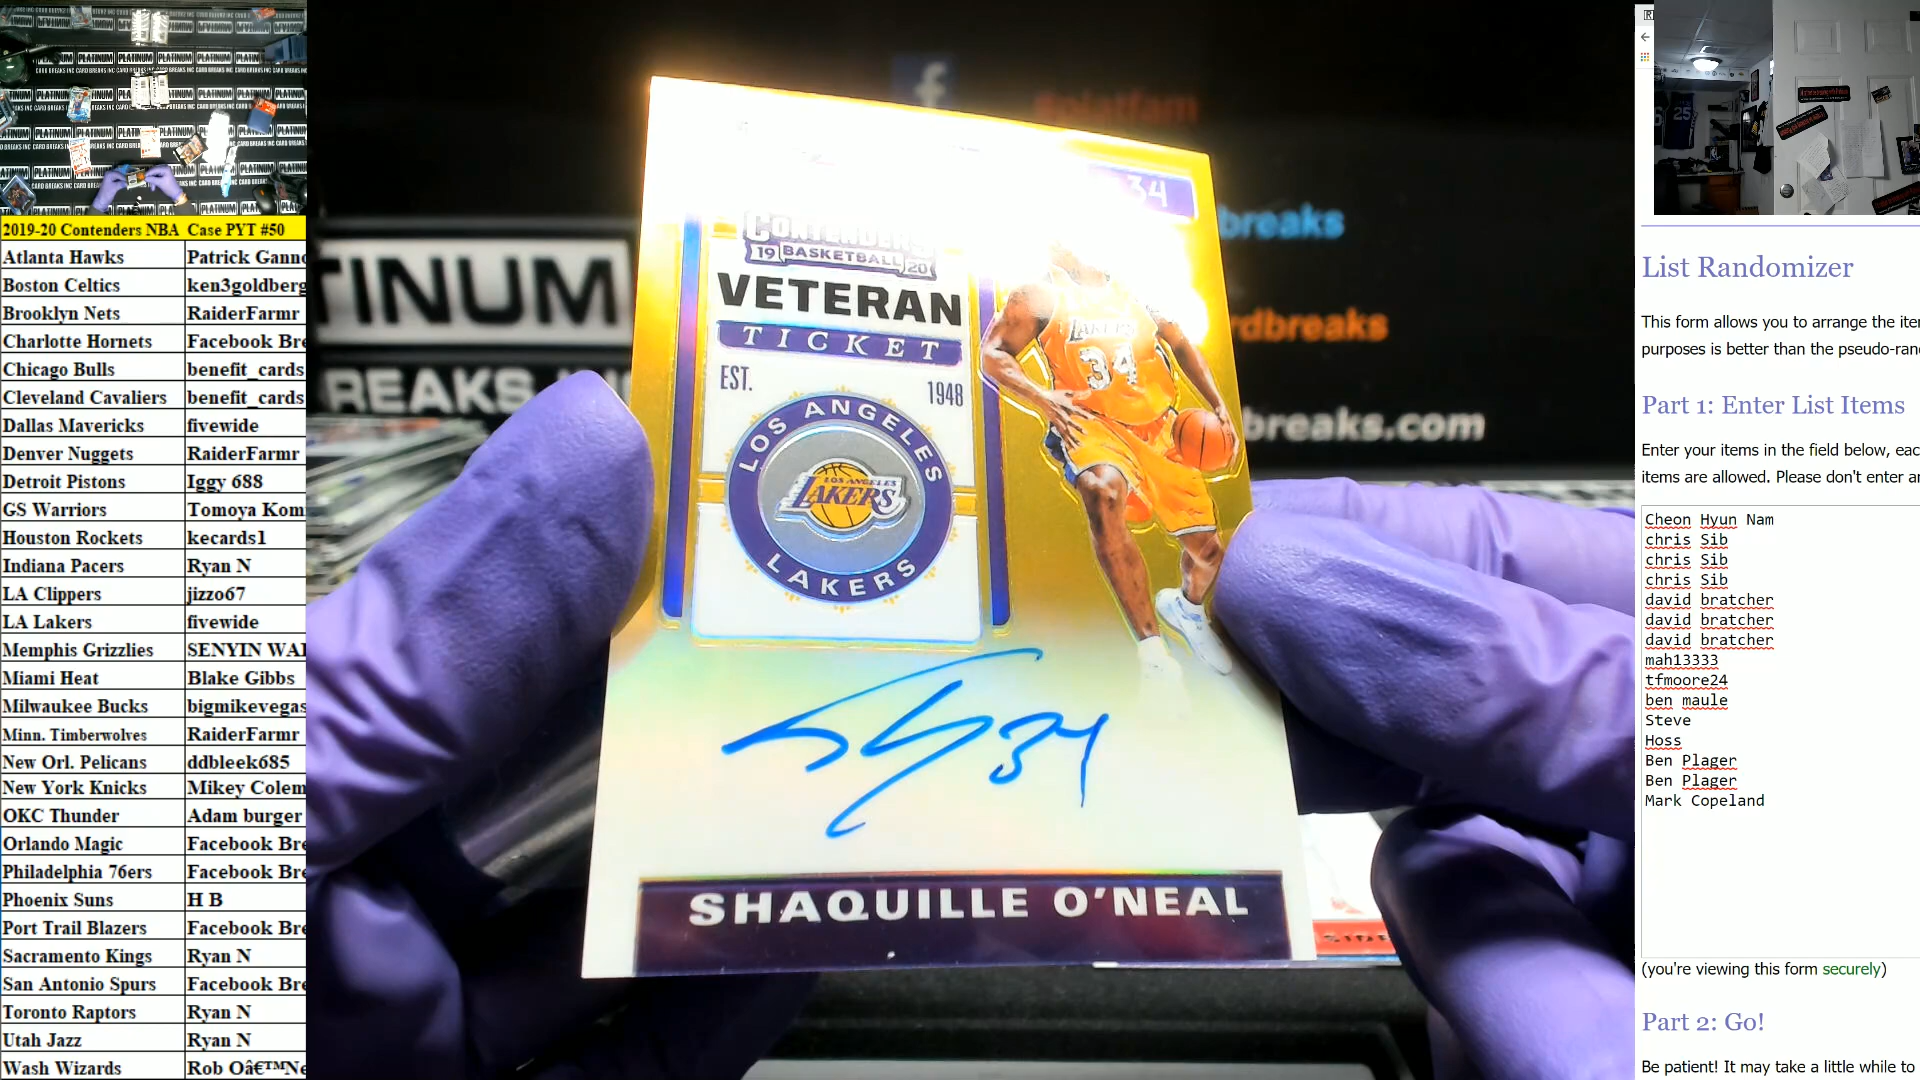 2019-20 Contenders NBA Case PYT #50
Atlanta Hawks Patrick Ganno
Boston Celtics ken3goldberg
Brooklyn Nets RaiderFarmr
Charlotte Hornets Facebook Bre
Chicago Bulls benefit_cards
Cleveland Cavaliers benefit_cards
Dallas Mavericks fivewide
Denver Nuggets RaiderFarmr
Detroit Pistons Iggy 688
GS Warriors Tomoya Kom
Houston Rockets kecards1
Indiana Pacers Ryan N
LA Clippers jizzo67
LA Lakers fivewide
Memphis Grizzlies SENYIN WAI
Miami Heat Blake Gibbs
Milwaukee Bucks bigmikevegas
Minn. Timberwolves RaiderFarmr
New Orl. Pelicans ddbleek685
New York Knicks Mikey Colem
OKC Thunder Adam burger
Orlando Magic Facebook Bre
Philadelphia 76ers Facebook Bre
Phoenix Suns H B
Port Trail Blazers Facebook Bre
Sacramento Kings Ryan N
San Antonio Spurs Facebook Bre
Toronto Raptors Ryan N
Utah Jazz Ryan N
Wash Wizards Rob Oâ€™Ne
TINUM
BREAKS
breaks
rdbreaks
breaks.com
34
CONTENDERS
19 BASKETBALL 20
VETERAN
TICKET
EST. 1948
LOS ANGELES
LOS ANGELES
LAKERS
LAKERS
LAKERS
34
34
SHAQUILLE O'NEAL
List Randomizer
This form allows you to arrange the iter
purposes is better than the pseudo-ran
Part 1: Enter List Items
Enter your items in the field below, eac
items are allowed. Please don't enter ar
Cheon Hyun Nam
chris Sib
chris Sib
chris Sib
david bratcher
david bratcher
david bratcher
mah13333
tfmoore24
ben maule
Steve
Hoss
Ben Plager
Ben Plager
Mark Copeland
(you're viewing this form securely)
Part 2: Go!
Be patient! It may take a little while to